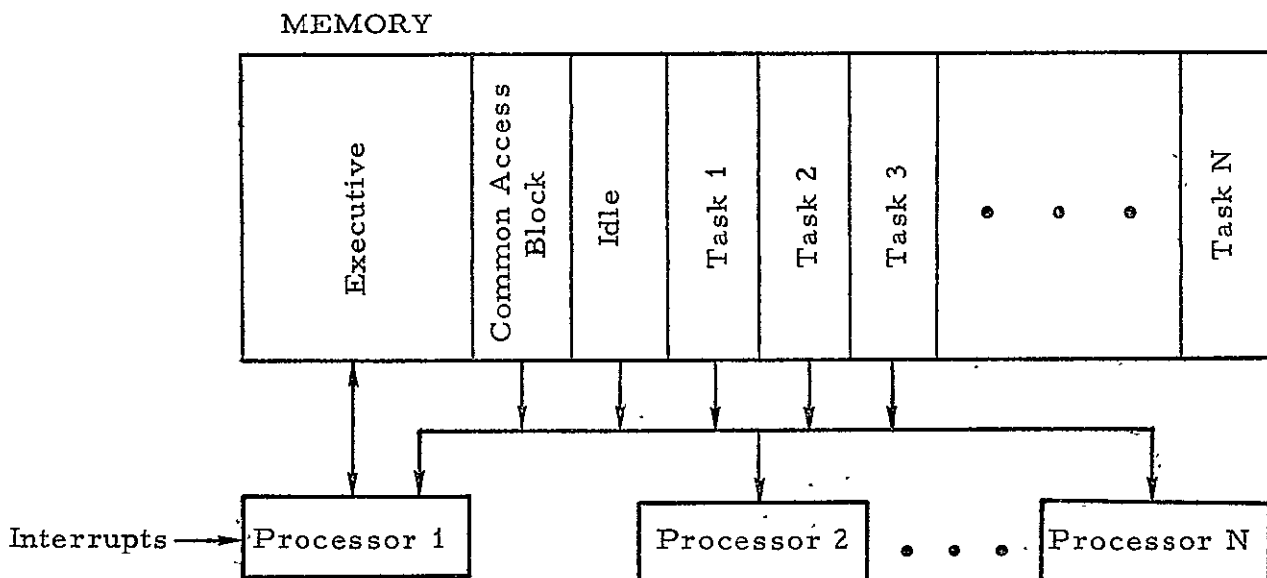 MEMORY
Executive
Common Access
Block
Idle
Task 1
Task 2
Task 3
Task N
Interrupts
Processor 1
Processor 2
Processor N